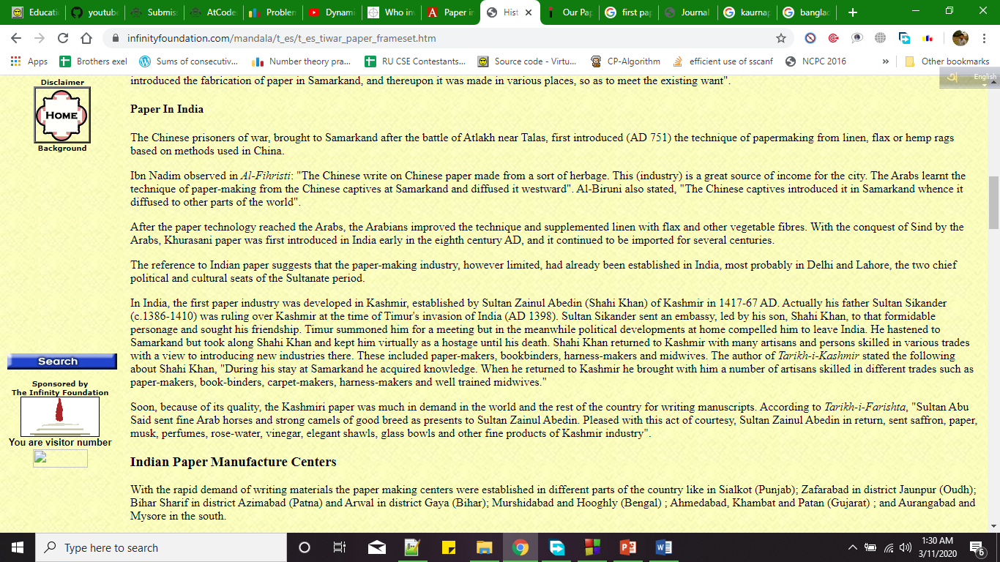 Educati
youtube
Submis
AtCode
Problen
Dynami
Who in
Paper in
Hist
Our Pap
first pap
Journal
kaurnap
banglac
infinityfoundation.com/mandala/t_es/t_es_tiwar_paper_frameset.htm
Apps
Brothers exel
Sums of consecutiv...
Number theory pra...
RU CSE Contestants...
Source code - Virtu...
CP-Algorithm
efficient use of sscanf
NCPC 2016
»
Other bookmarks
English
Disclaimer
HOME
Background
introduced the fabrication of paper in Samarkand, and thereupon it was made in various places, so as to meet the existing want".
Paper In India
The Chinese prisoners of war, brought to Samarkand after the battle of Atlakh near Talas, first introduced (AD 751) the technique of papermaking from linen, flax or hemp rags
based on methods used in China.
Ibn Nadim observed in Al-Fihristi: "The Chinese write on Chinese paper made from a sort of herbage. This (industry) is a great source of income for the city. The Arabs learnt the
technique of paper-making from the Chinese captives at Samarkand and diffused it westward". Al-Biruni also stated, "The Chinese captives introduced it in Samarkand whence it
diffused to other parts of the world".
After the paper technology reached the Arabs, the Arabians improved the technique and supplemented linen with flax and other vegetable fibres. With the conquest of Sind by the
Arabs, Khurasani paper was first introduced in India early in the eighth century AD, and it continued to be imported for several centuries.
The reference to Indian paper suggests that the paper-making industry, however limited, had already been established in India, most probably in Delhi and Lahore, the two chief
political and cultural seats of the Sultanate period.
In India, the first paper industry was developed in Kashmir, established by Sultan Zainul Abedin (Shahi Khan) of Kashmir in 1417-67 AD. Actually his father Sultan Sikander
(c.1386-1410) was ruling over Kashmir at the time of Timur's invasion of India (AD 1398). Sultan Sikander sent an embassy, led by his son, Shahi Khan, to that formidable
personage and sought his friendship. Timur summoned him for a meeting but in the meanwhile political developments at home compelled him to leave India. He hastened to
Samarkand but took along Shahi Khan and kept him virtually as a hostage until his death. Shahi Khan returned to Kashmir with many artisans and persons skilled in various trades
with a view to introducing new industries there. These included paper-makers, bookbinders, harness-makers and midwives. The author of Tarikh-i-Kashmir stated the following
about Shahi Khan, "During his stay at Samarkand he acquired knowledge. When he returned to Kashmir he brought with him a number of artisans skilled in different trades such as
paper-makers, book-binders, carpet-makers, harness-makers and well trained midwives."
Soon, because of its quality, the Kashmiri paper was much in demand in the world and the rest of the country for writing manuscripts. According to Tarikh-i-Farishta, "Sultan Abu
Said sent fine Arab horses and strong camels of good breed as presents to Sultan Zainul Abedin. Pleased with this act of courtesy, Sultan Zainul Abedin in return, sent saffron, paper,
musk, perfumes, rose-water, vinegar, elegant shawls, glass bowls and other fine products of Kashmir industry".
Indian Paper Manufacture Centers
With the rapid demand of writing materials the paper making centers were established in different parts of the country like in Sialkot (Punjab); Zafarabad in district Jaunpur (Oudh);
Bihar Sharif in district Azimabad (Patna) and Arwal in district Gaya (Bihar); Murshidabad and Hooghly (Bengal) ; Ahmedabad, Khambat and Patan (Gujarat) ; and Aurangabad and
Mysore in the south.
Search
Sponsored by
The Infinity Foundation
You are visitor number
Type here to search
1:30 AM
3/11/2020
6